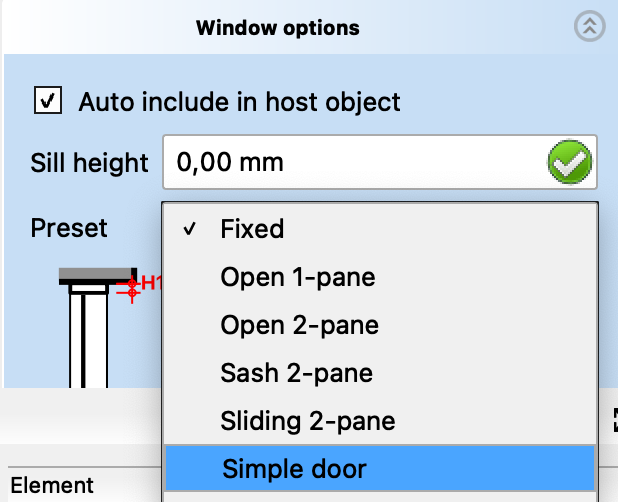 Window options
Auto include in host object
Sill height 0,00 mm
Preset
✓ Fixed
Open 1-pane
Open 2-pane
Sash 2-pane
Sliding 2-pane
Simple door
H1
Element